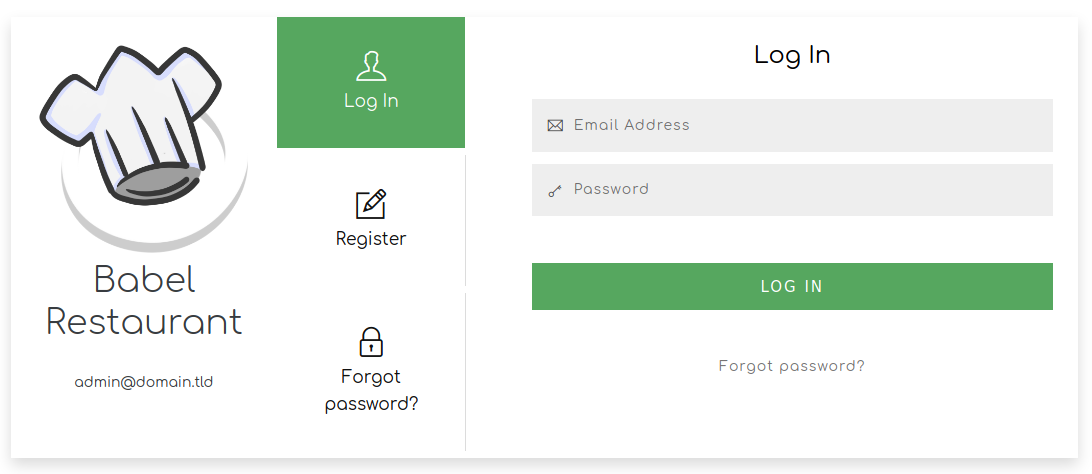 Babel
Restaurant
admin@domain.tld
Log In
Register
Forgot
password?
Log In
Email Address
Password
LOG IN
Forgot password?